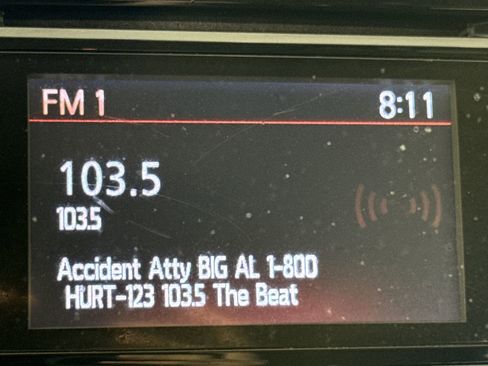 FM 1 8:11
103.5
103.5
Accident Atty BIG AL 1-800
HURT-123 103.5 The Beat